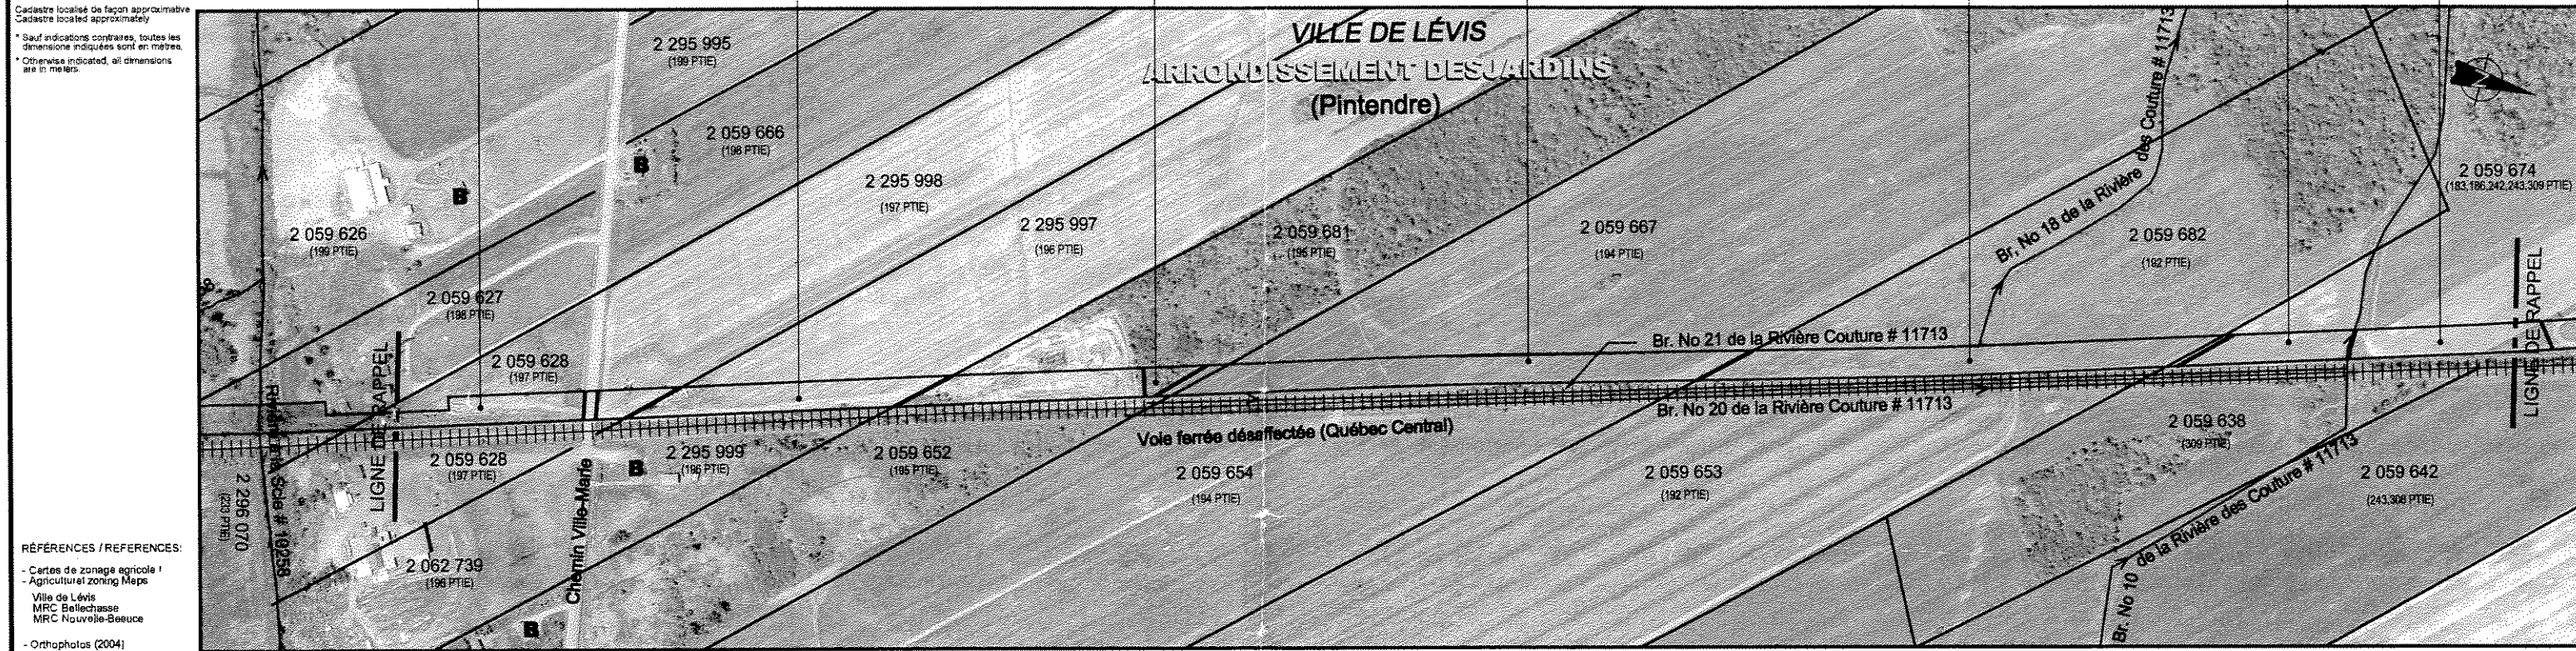 Cadastre localisé de façon approximative
Cadastre located approximately
* Sauf indications contraires, toutes les
dimensione indiquées sont en mètres.
* Otherwise indicated, all dimensions
are in meters.
RÉFÉRENCES / REFERENCES:
- Cartes de zonage agricole
- Agricultural zoning Maps
Ville de Lévis
MRC Bellechasse
MRC Nouvelle-Beauce
- Orthophotos (2004)
VILLE DE LÉVIS
ARRONDISSEMENT DESJARDINS
(Pintendre)
2 295 995
(199 PTIE)
2 059 666
(198 PTIE)
B
B
2 295 998
(197 PTIE)
2 295 997
(196 PTIE)
2 059 681
(195 PTIE)
2 059 667
(194 PTIE)
Br. No 18 de la Rivière des Couture # 11713
2 059 682
(192 PTIE)
2 059 674
(183,186,242,243,309 PTIE)
2 059 626
(199 PTIE)
2 059 627
(198 PTIE)
2 059 628
(197 PTIE)
LIGNE DE RAPPEL
LIGNE DE RAPPEL
Br. No 21 de la Rivière Couture # 11713
Br. No 20 de la Rivière Couture # 11713
Voie ferrée désaffectée (Québec Central)
2 059 628
(197 PTIE)
Chemin Ville-Marie
B
2 295 999
(196 PTIE)
2 059 652
(195 PTIE)
2 059 654
(194 PTIE)
2 059 653
(192 PTIE)
2 059 638
(309 PTIE)
2 059 642
(243,308 PTIE)
Br. No 10 de la Rivière des Couture # 11713
2 296 070
(233 PTIE)
2 062 739
(198 PTIE)
B